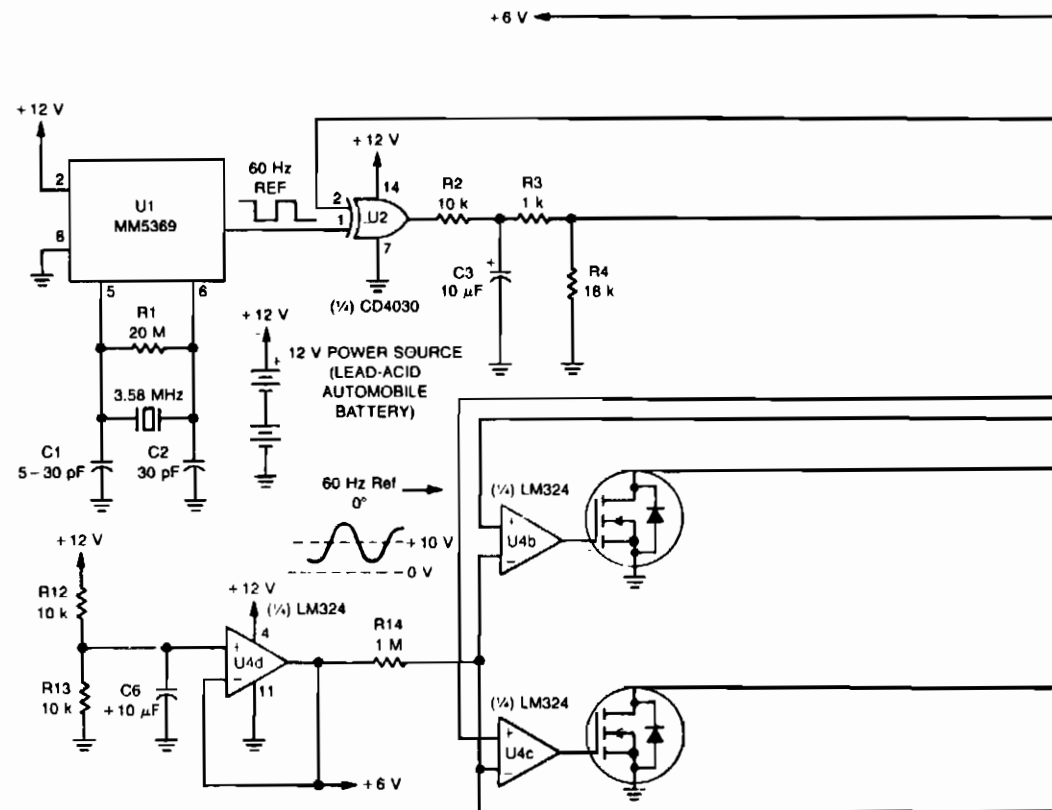 +6 V
+12 V
2
U1
MM5369
8
5
6
60 Hz
REF
+12 V
14
2
1
U2
7
(¼) CD4030
R2
10 k
R3
1 k
C3
10 µF
+
R4
18 k
R1
20 M
3.58 MHz
C1
5–30 pF
C2
30 pF
+12 V
+
12 V POWER SOURCE
(LEAD-ACID
AUTOMOBILE
BATTERY)
60 Hz Ref
0°
+10 V
0 V
(¼) LM324
+
U4b
−
+12 V
R12
10 k
R13
10 k
C6
+10 µF
+12 V
(¼) LM324
4
+
U4d
−
11
R14
1 M
+6 V
(¼) LM324
+
U4c
−